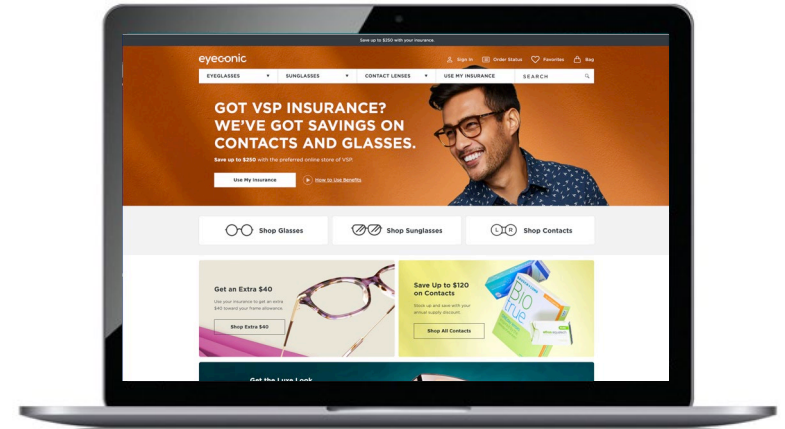 Save up to $250 with your insurance.
eyeconic
Sign In Order Status Favorites Bag
EYEGLASSES SUNGLASSES CONTACT LENSES USE MY INSURANCE SEARCH
GOT VSP INSURANCE?
WE'VE GOT SAVINGS ON
CONTACTS AND GLASSES.
Save up to $250 with the preferred online store of VSP.
Use My Insurance How to Use Benefits
Shop Glasses Shop Sunglasses L R Shop Contacts
Get an Extra $40
Use your insurance to get an extra
$40 toward your frame allowance.
Shop Extra $40
Save Up to $120
on Contacts
Stock up and save with your
annual supply discount.
Shop All Contacts
Bio
true
Get the Luxe Look